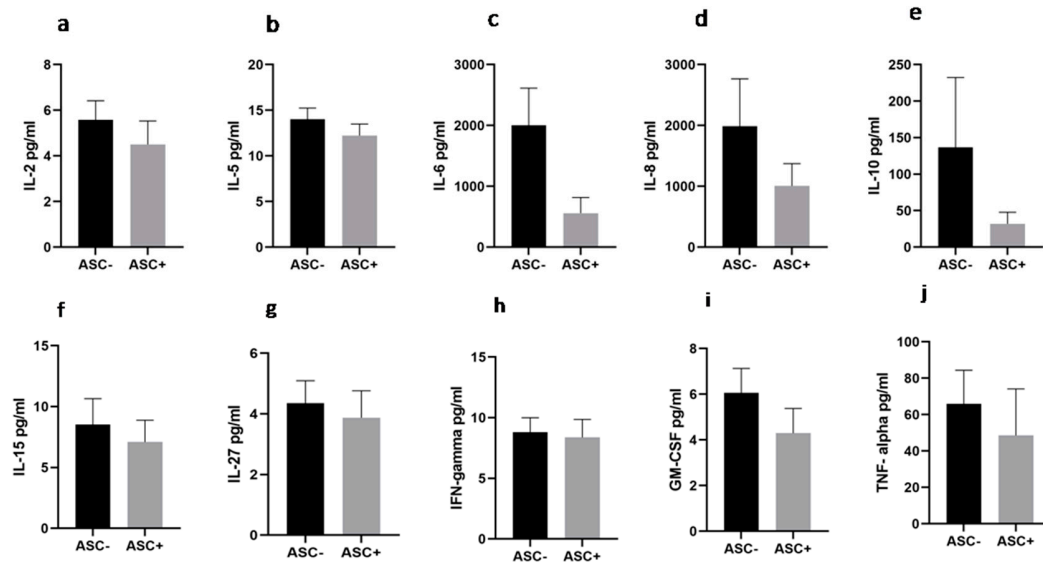 a
IL-2 pg/ml
8
6
4
2
0
ASC-
ASC+
b
IL-5 pg/ml
20
15
10
5
0
ASC-
ASC+
c
IL-6 pg/ml
3000
2000
1000
0
ASC-
ASC+
d
IL-8 pg/ml
3000
2000
1000
0
ASC-
ASC+
e
IL-10 pg/ml
250
200
150
100
50
0
ASC-
ASC+
f
IL-15 pg/ml
15
10
5
0
ASC-
ASC+
g
IL-27 pg/ml
6
4
2
0
ASC-
ASC+
h
IFN-gamma pg/ml
15
10
5
0
ASC-
ASC+
i
GM-CSF pg/ml
8
6
4
2
0
ASC-
ASC+
j
TNF- alpha pg/ml
100
80
60
40
20
0
ASC-
ASC+